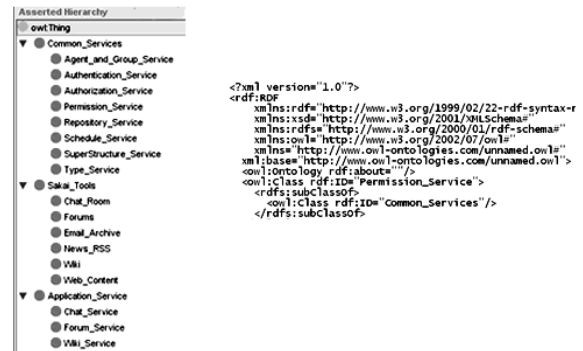 Asserted Hierarchy
owl:Thing
Common_Services
Agent_and_Group_Service
Authentication_Service
Authorization_Service
Permission_Service
Repository_Service
Schedule_Service
SuperStructure_Service
Type_Service
Sakai_Tools
Chat_Room
Forums
Email_Archive
News_RSS
Wiki
Web_Content
Application_Service
Chat_Service
Forum_Service
Wiki_Service
<?xml version="1.0"?>
<rdf:RDF
xmlns:rdf="http://www.w3.org/1999/02/22-rdf-syntax-r
xmlns:xsd="http://www.w3.org/2001/XMLSchema#"
xmlns:rdfs="http://www.w3.org/2000/01/rdf-schema#"
xmlns:owl="http://www.w3.org/2002/07/owl#"
xmlns="http://www.owl-ontologies.com/unnamed.owl#"
xml:base="http://www.owl-ontologies.com/unnamed.owl">
<owl:Ontology rdf:about=""/>
<owl:Class rdf:ID="Permission_Service">
<rdfs:subClassOf>
<owl:Class rdf:ID="Common_Services"/>
</rdfs:subClassOf>